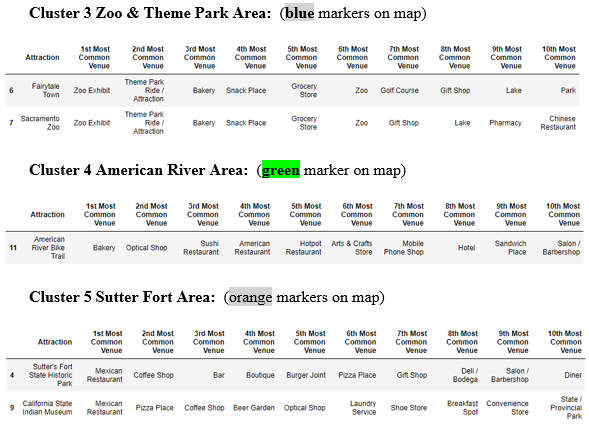 Cluster 3 Zoo & Theme Park Area: (blue markers on map)
Attraction 1st Most Common Venue 2nd Most Common Venue 3rd Most Common Venue 4th Most Common Venue 5th Most Common Venue 6th Most Common Venue 7th Most Common Venue 8th Most Common Venue 9th Most Common Venue 10th Most Common Venue
6 Fairytale Town Zoo Exhibit Theme Park Ride / Attraction Bakery Snack Place Grocery Store Zoo Golf Course Gift Shop Lake Park
7 Sacramento Zoo Zoo Exhibit Theme Park Ride / Attraction Bakery Snack Place Grocery Store Zoo Gift Shop Lake Pharmacy Chinese Restaurant
Cluster 4 American River Area: (green marker on map)
Attraction 1st Most Common Venue 2nd Most Common Venue 3rd Most Common Venue 4th Most Common Venue 5th Most Common Venue 6th Most Common Venue 7th Most Common Venue 8th Most Common Venue 9th Most Common Venue 10th Most Common Venue
11 American River Bike Trail Bakery Optical Shop Sushi Restaurant American Restaurant Hotpot Restaurant Arts & Crafts Store Mobile Phone Shop Hotel Sandwich Place Salon / Barbershop
Cluster 5 Sutter Fort Area: (orange markers on map)
Attraction 1st Most Common Venue 2nd Most Common Venue 3rd Most Common Venue 4th Most Common Venue 5th Most Common Venue 6th Most Common Venue 7th Most Common Venue 8th Most Common Venue 9th Most Common Venue 10th Most Common Venue
4 Sutter's Fort State Historic Park Mexican Restaurant Coffee Shop Bar Boutique Burger Joint Pizza Place Gift Shop Deli / Bodega Salon / Barbershop Diner
9 California State Indian Museum Mexican Restaurant Pizza Place Coffee Shop Beer Garden Optical Shop Laundry Service Shoe Store Breakfast Spot Convenience Store State / Provincial Park